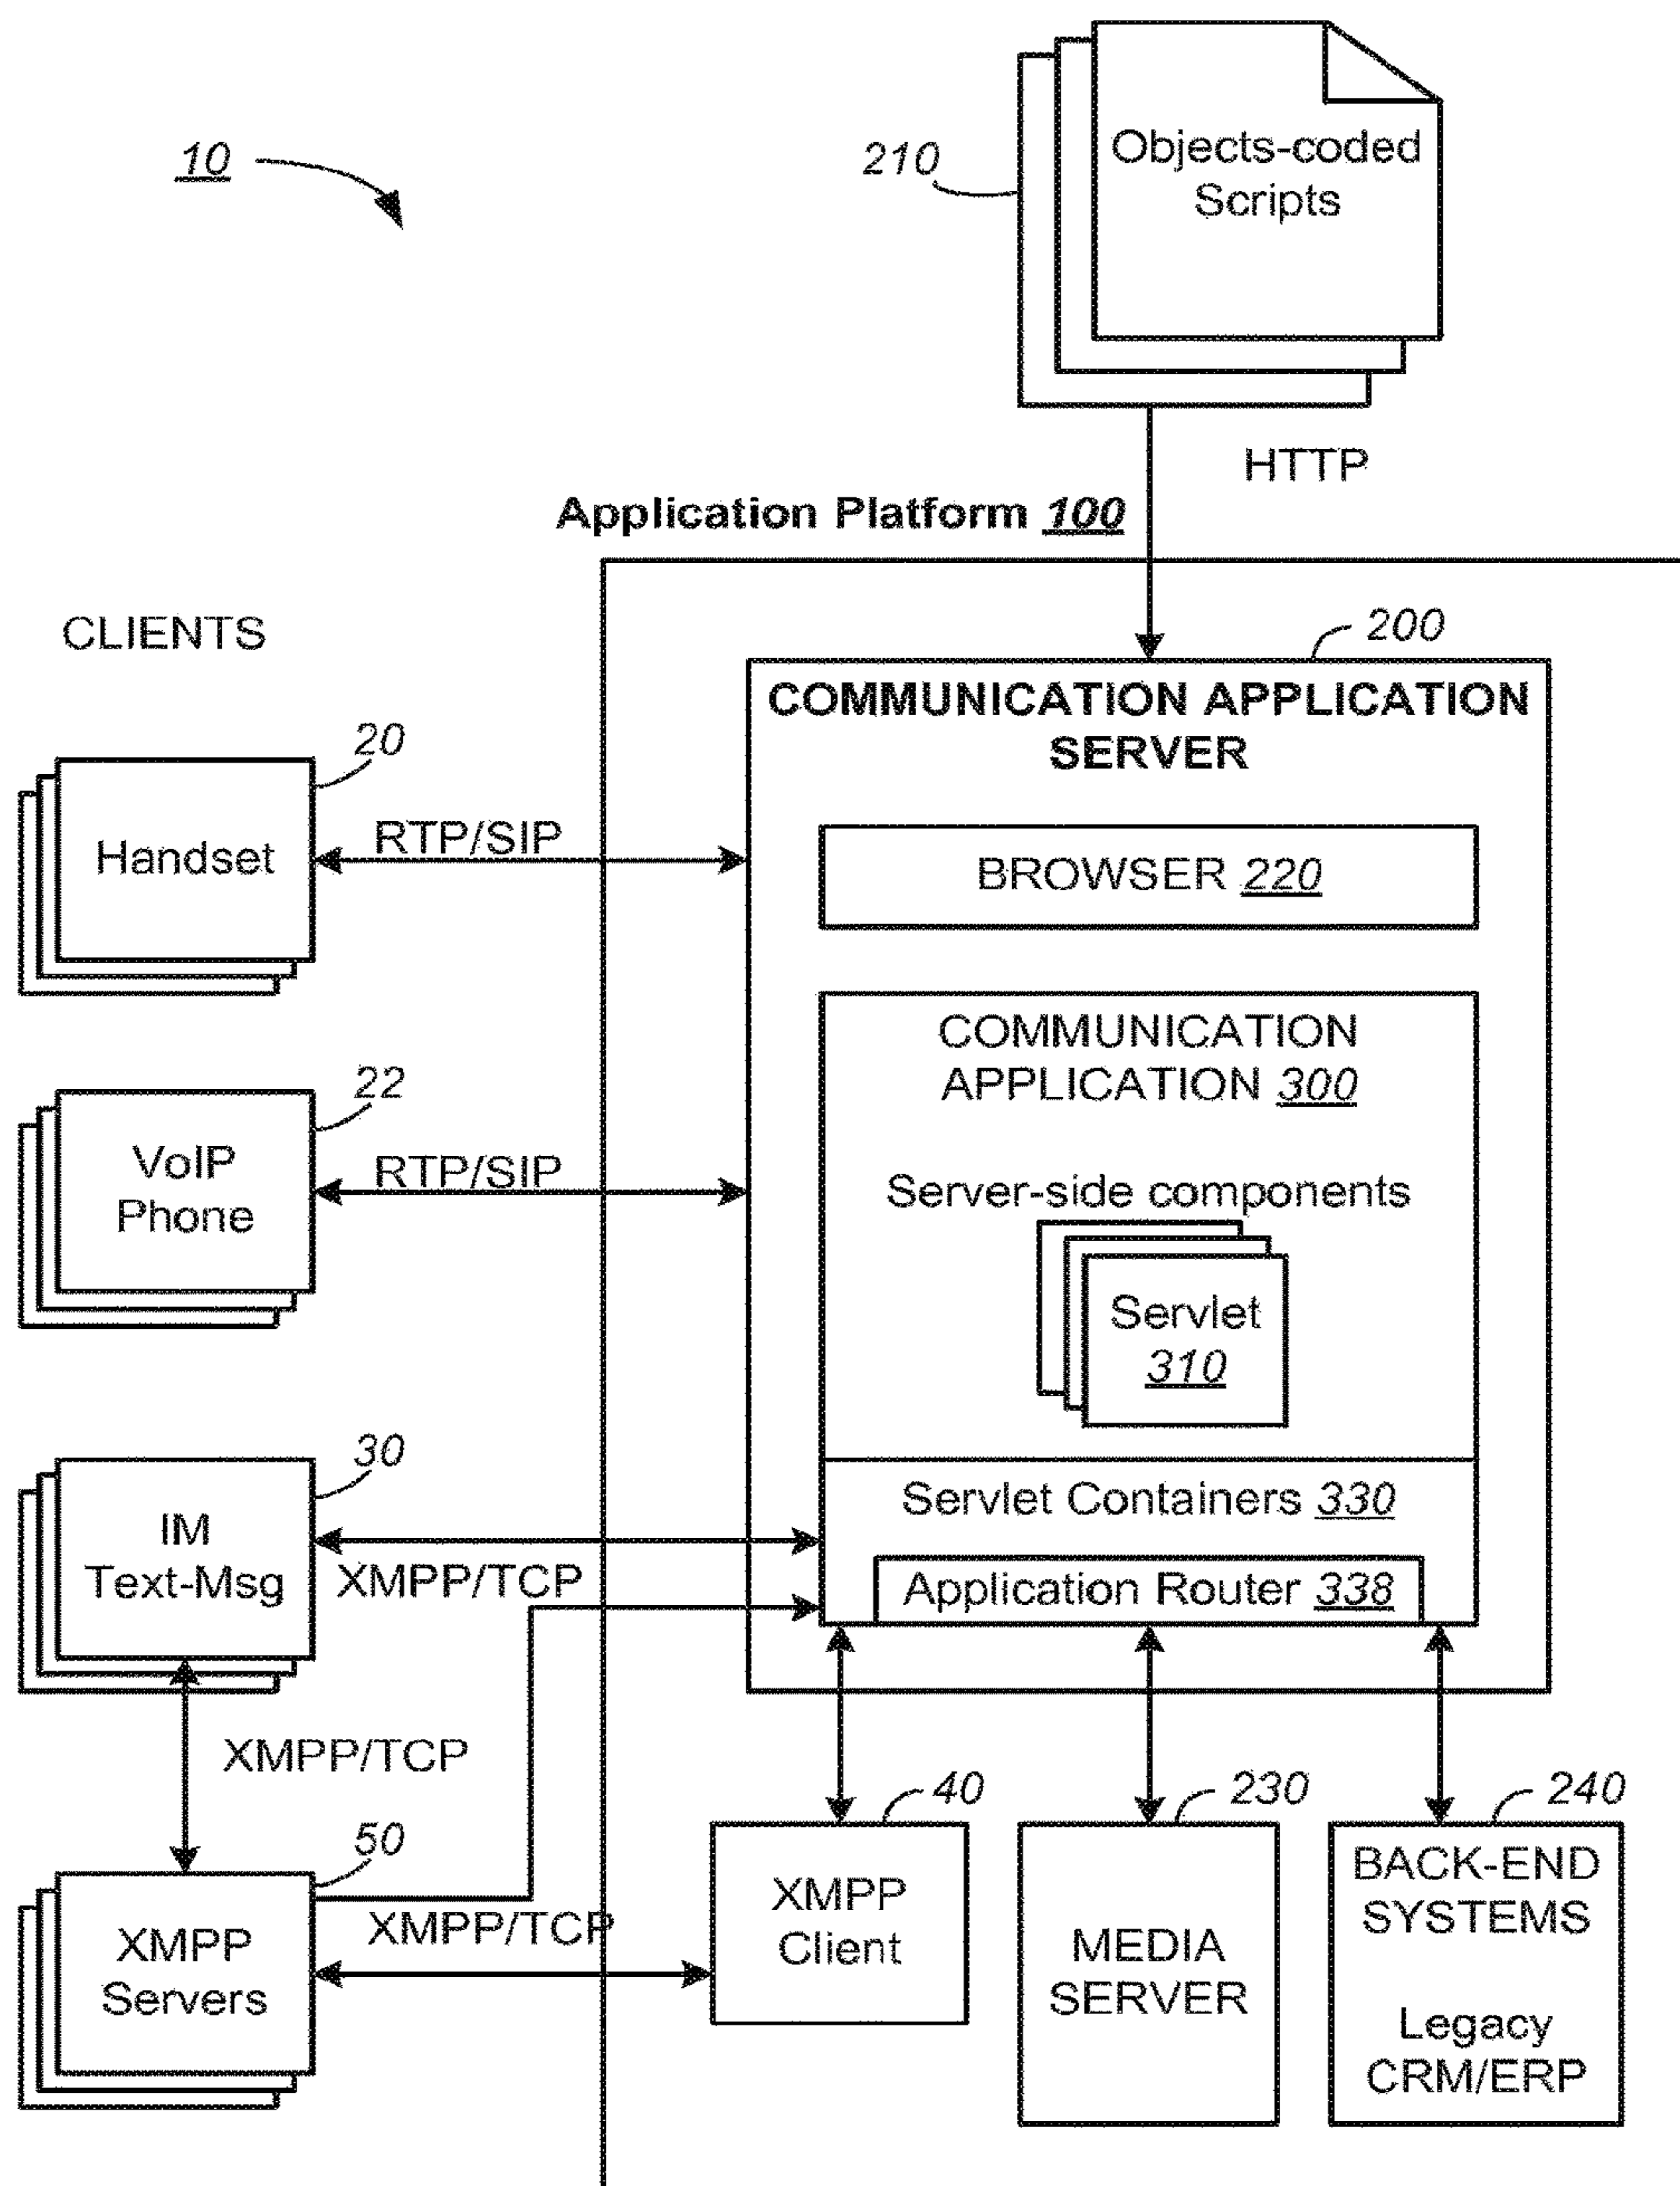 10
210
Objects-coded
Scripts
HTTP
Application Platform 100
CLIENTS
200
COMMUNICATION APPLICATION
SERVER
20
Handset
RTP/SIP
BROWSER 220
COMMUNICATION
APPLICATION 300
22
VoIP
Phone
RTP/SIP
Server-side components
Servlet
310
30
IM
Text-Msg
XMPP/TCP
Servlet Containers 330
Application Router 338
XMPP/TCP
50
XMPP
Servers
XMPP/TCP
40
XMPP
Client
230
MEDIA
SERVER
240
BACK-END
SYSTEMS
Legacy
CRM/ERP